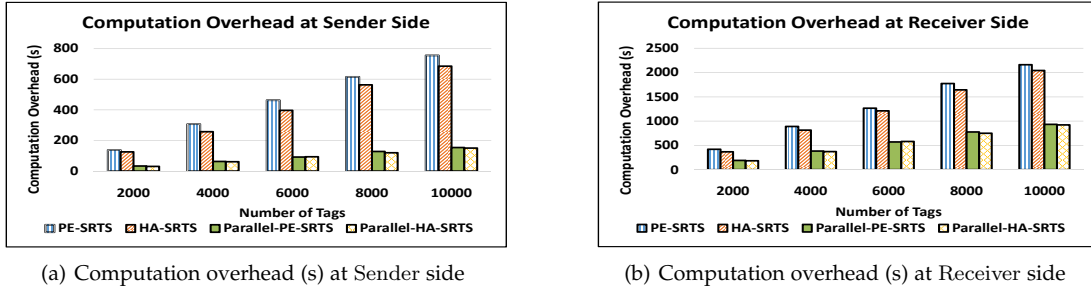 Computation Overhead at Sender Side
Computation Overhead (s)
800
600
400
200
0
2000 4000 6000 8000 10000
Number of Tags
PE-SRTS HA-SRTS Parallel-PE-SRTS Parallel-HA-SRTS
(a) Computation overhead (s) at Sender side
Computation Overhead at Receiver Side
Computation Overhead (s)
2500
2000
1500
1000
500
0
2000 4000 6000 8000 10000
Number of Tags
PE-SRTS HA-SRTS Parallel-PE-SRTS Parallel-HA-SRTS
(b) Computation overhead (s) at Receiver side